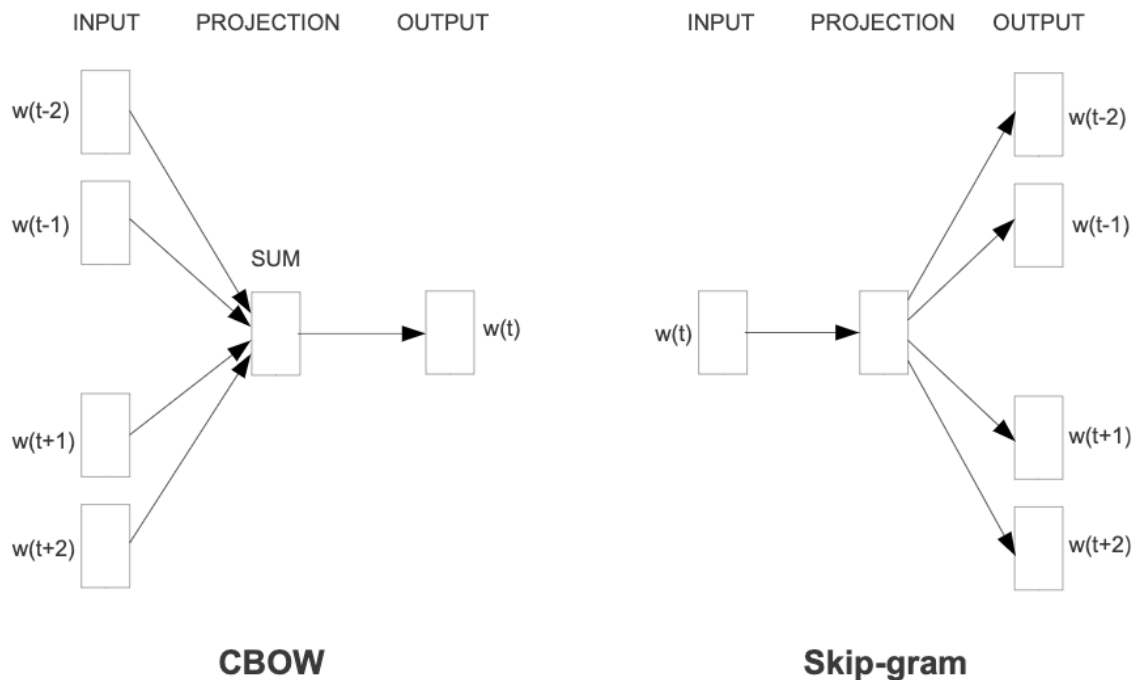 INPUT PROJECTION OUTPUT
w(t-2)
w(t-1)
SUM
w(t)
w(t+1)
w(t+2)
CBOW
INPUT PROJECTION OUTPUT
w(t-2)
w(t-1)
w(t)
w(t+1)
w(t+2)
Skip-gram